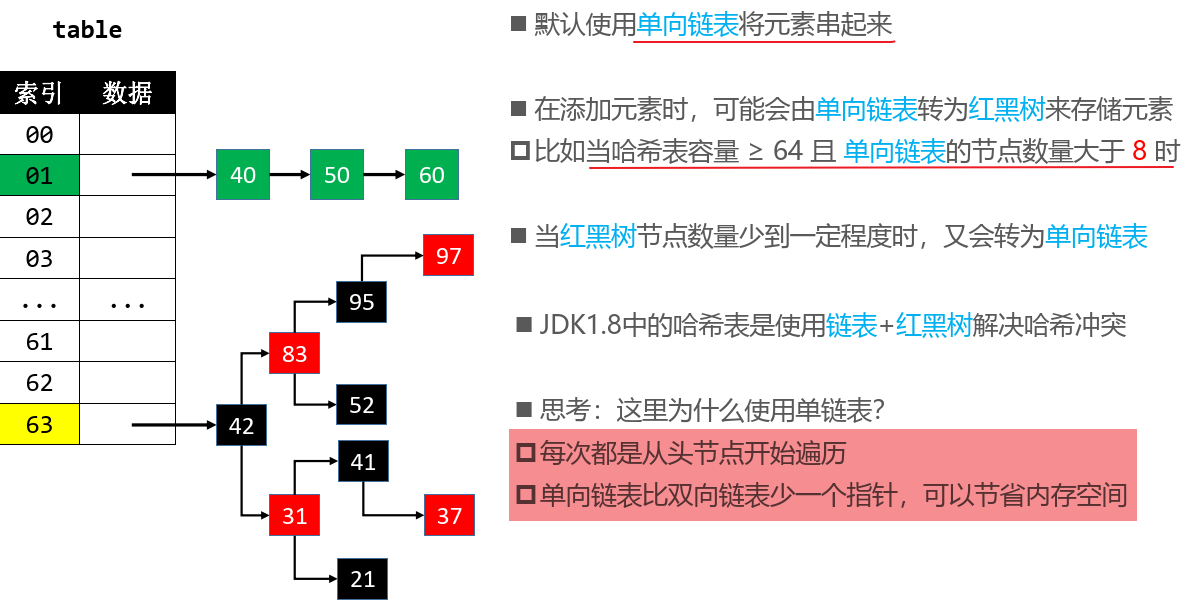 table
索引 数据
00
01
02
03
... ...
61
62
63
40 50 60
97
95
83
52
42
41
31
37
21
■ 默认使用单向链表将元素串起来
■ 在添加元素时，可能会由单向链表转为红黑树来存储元素
比如当哈希表容量 ≥ 64 且 单向链表的节点数量大于 8 时
■ 当红黑树节点数量少到一定程度时，又会转为单向链表
■ JDK1.8中的哈希表是使用链表+红黑树解决哈希冲突
■ 思考：这里为什么使用单链表？
每次都是从头节点开始遍历
单向链表比双向链表少一个指针，可以节省内存空间